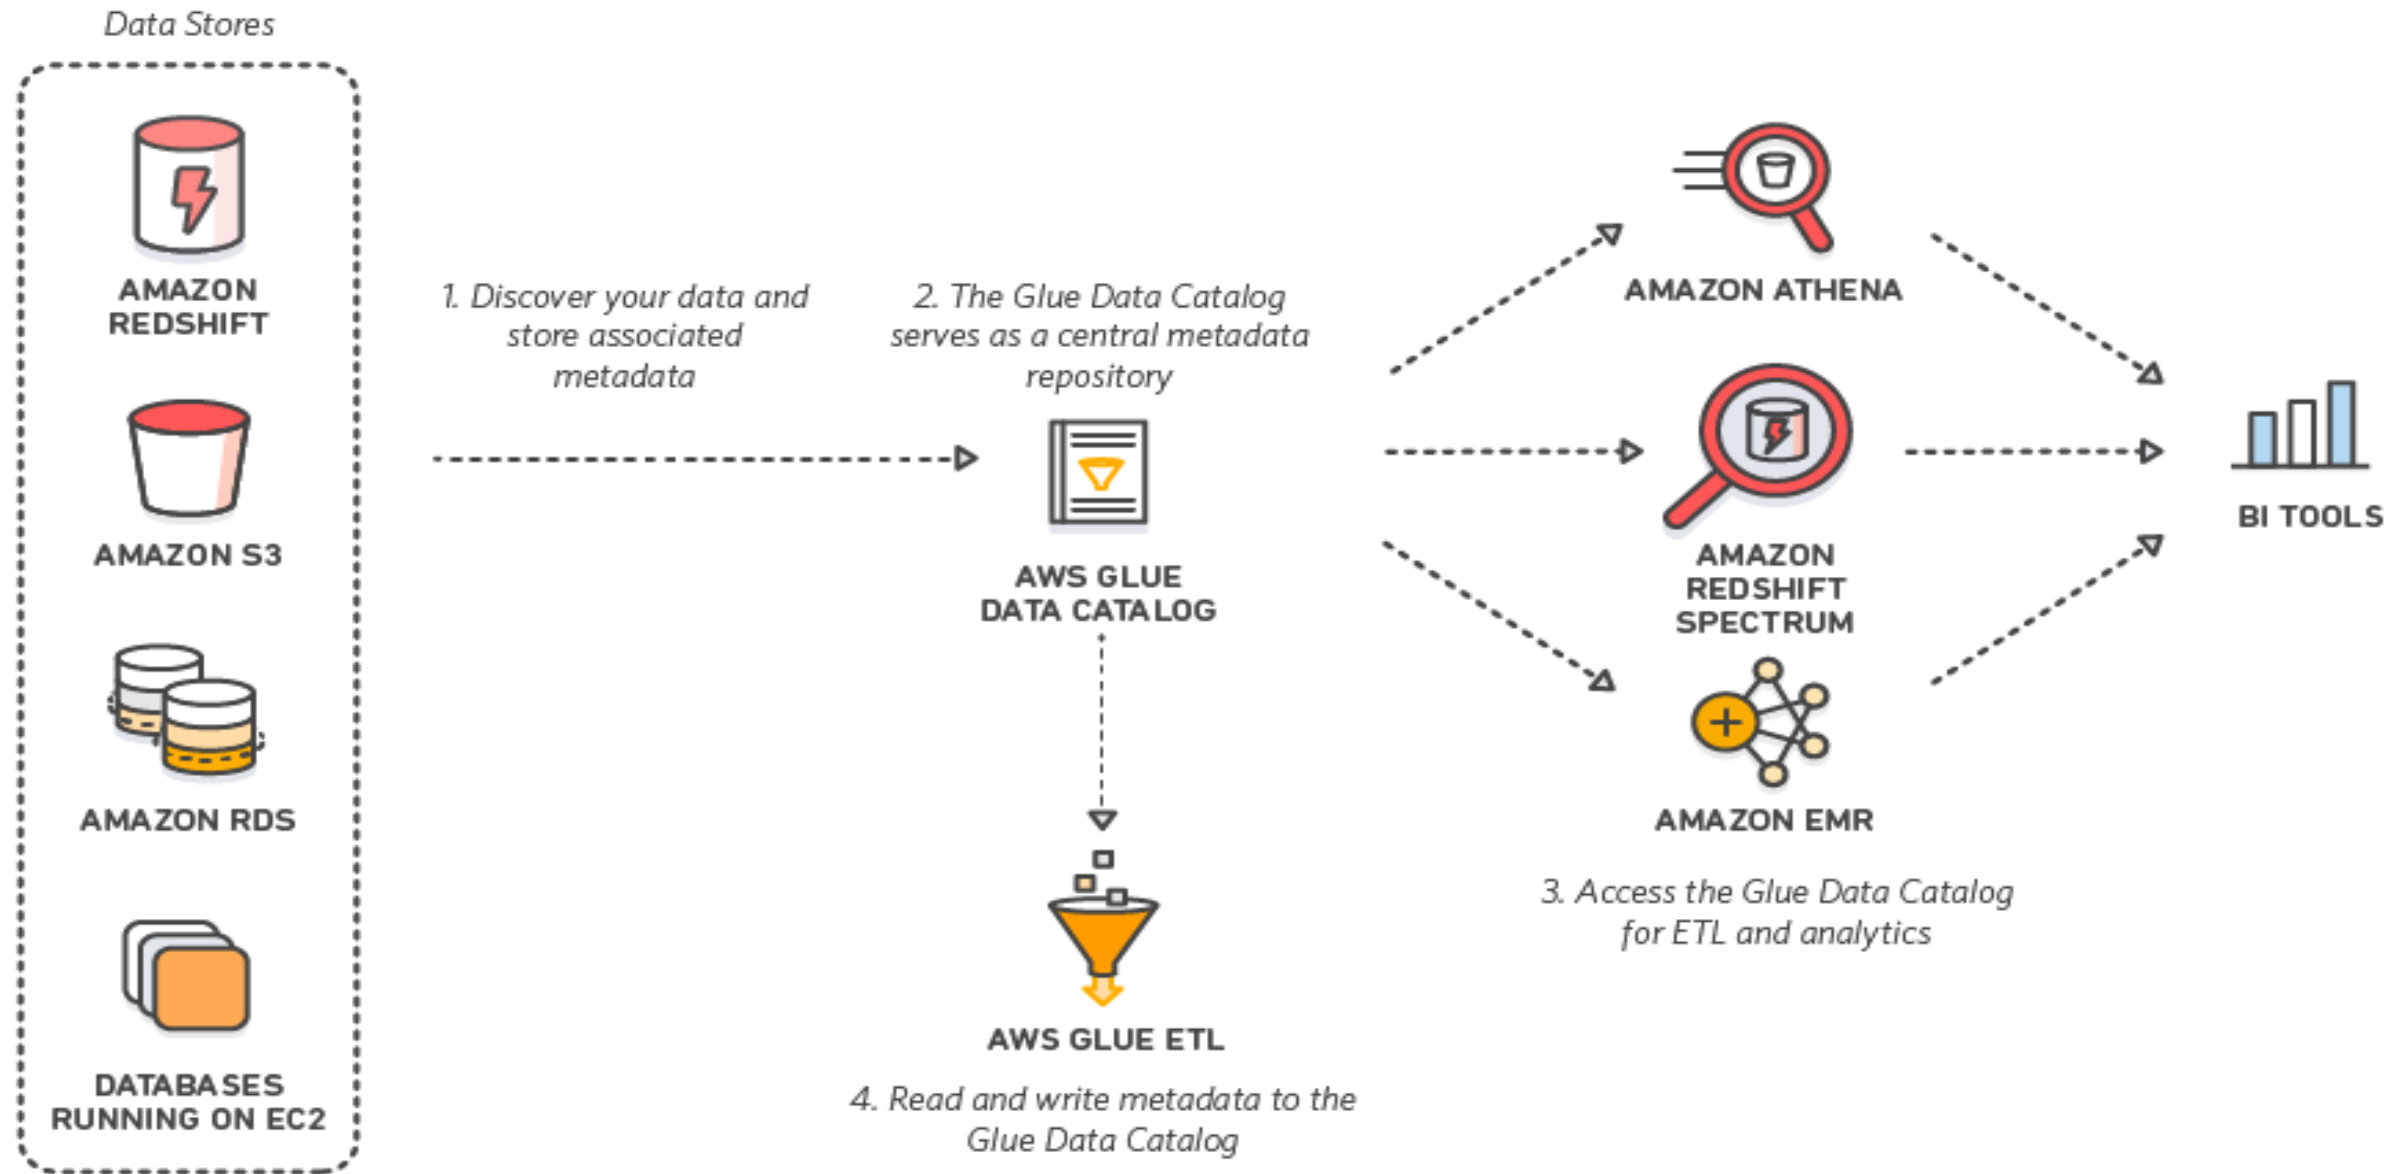 Data Stores
AMAZON
REDSHIFT
AMAZON S3
AMAZON RDS
DATABASES
RUNNING ON EC2
1. Discover your data and
store associated
metadata
2. The Glue Data Catalog
serves as a central metadata
repository
AWS GLUE
DATA CATALOG
AWS GLUE ETL
4. Read and write metadata to the
Glue Data Catalog
AMAZON ATHENA
AMAZON
REDSHIFT
SPECTRUM
AMAZON EMR
3. Access the Glue Data Catalog
for ETL and analytics
BI TOOLS